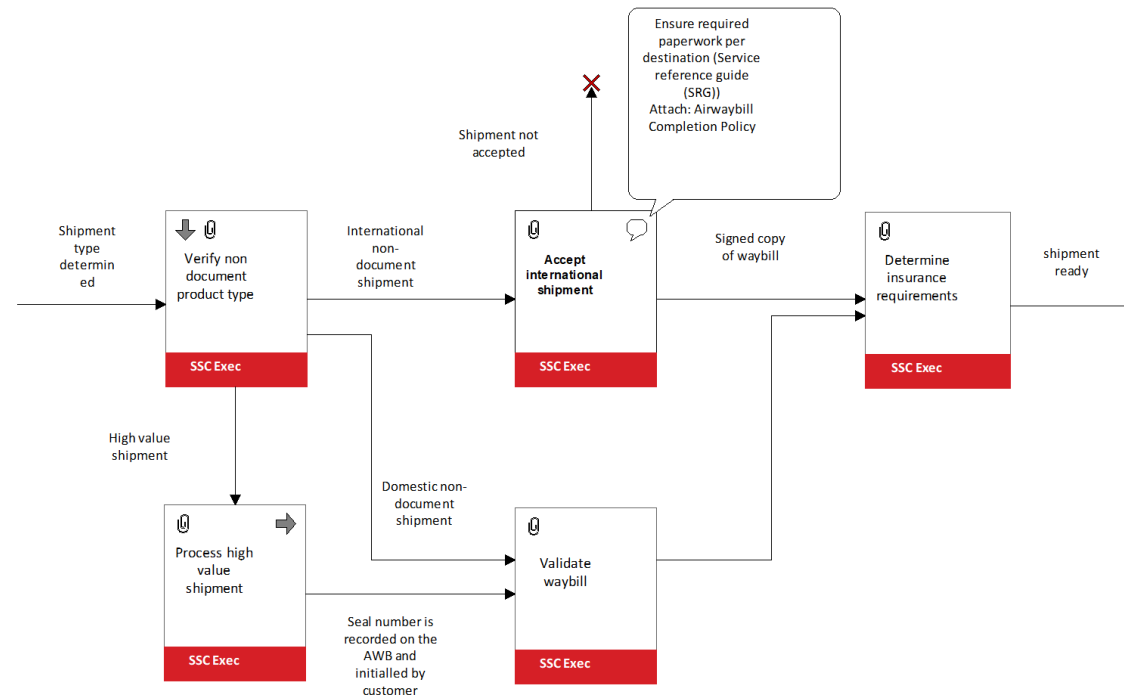 Ensure required
paperwork per
destination (Service
reference guide
(SRG))
Attach: Airwaybill
Completion Policy
Shipment not
accepted
Shipment
type
determin
ed
Verify non
document
product type
SSC Exec
International
non-
document
shipment
Accept
international
shipment
SSC Exec
Signed copy
of waybill
Determine
insurance
requirements
SSC Exec
shipment
ready
High value
shipment
Domestic non-
document
shipment
Process high
value
shipment
SSC Exec
Seal number is
recorded on the
AWB and
initialled by
customer
Validate
waybill
SSC Exec